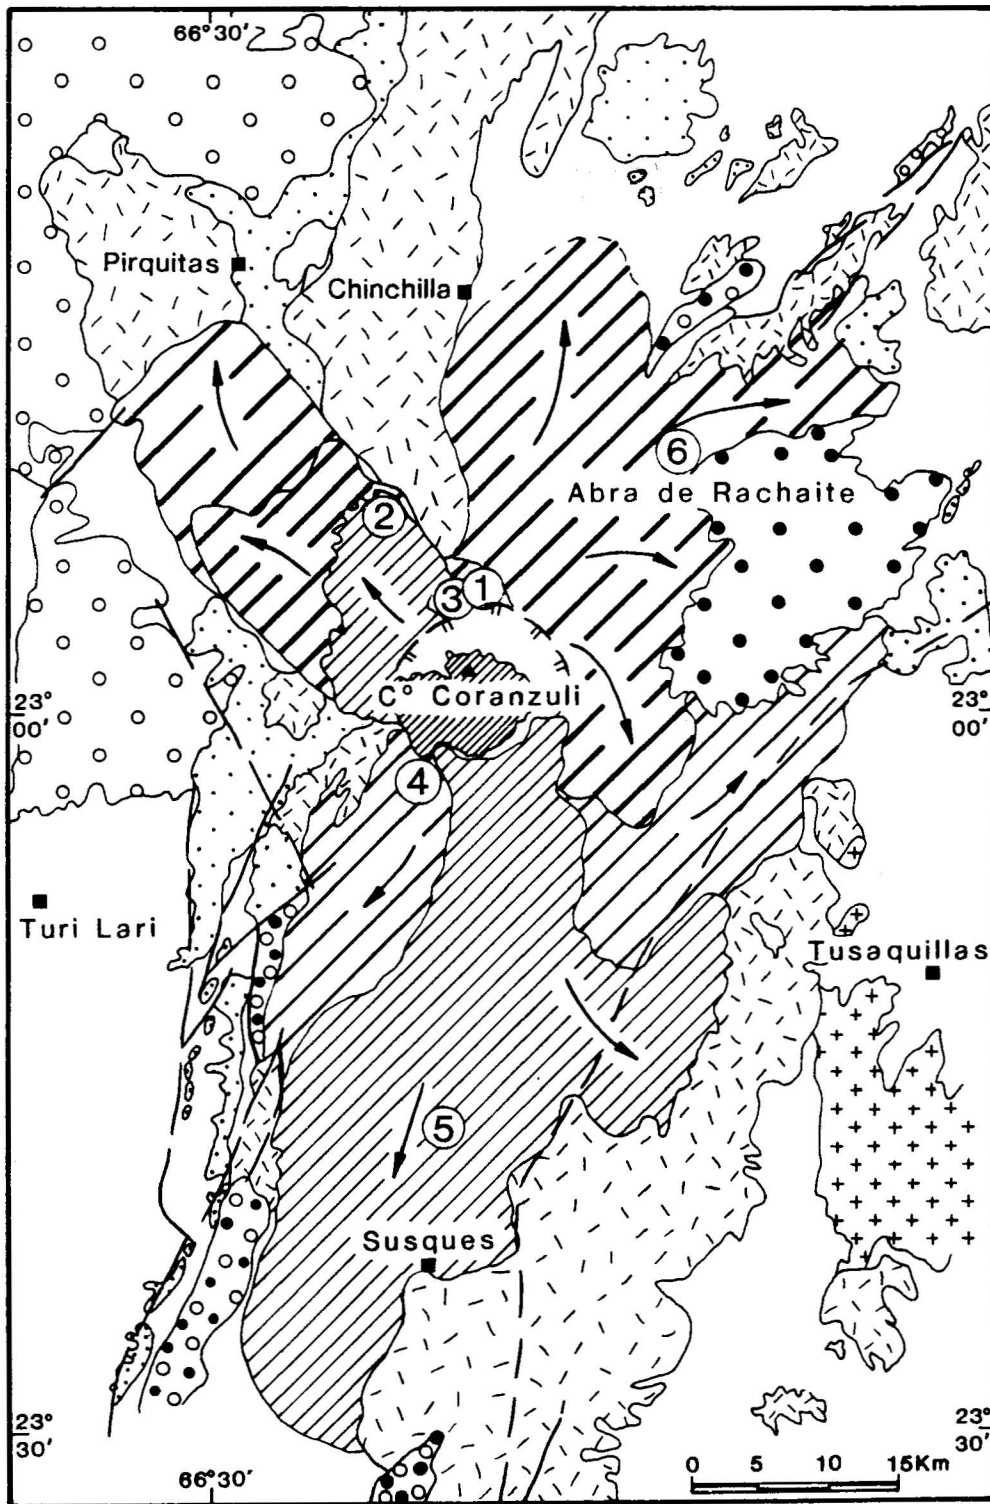 66°30'
Pirquitas
Chinchilla
6
Abra de Rachaite
2
3 1
C° Coranzuli
23°
00'
23°
00'
4
Turi Lari
Tusaquillas
5
Susques
23°
30'
23°
30'
66°30'
0 5 10 15Km